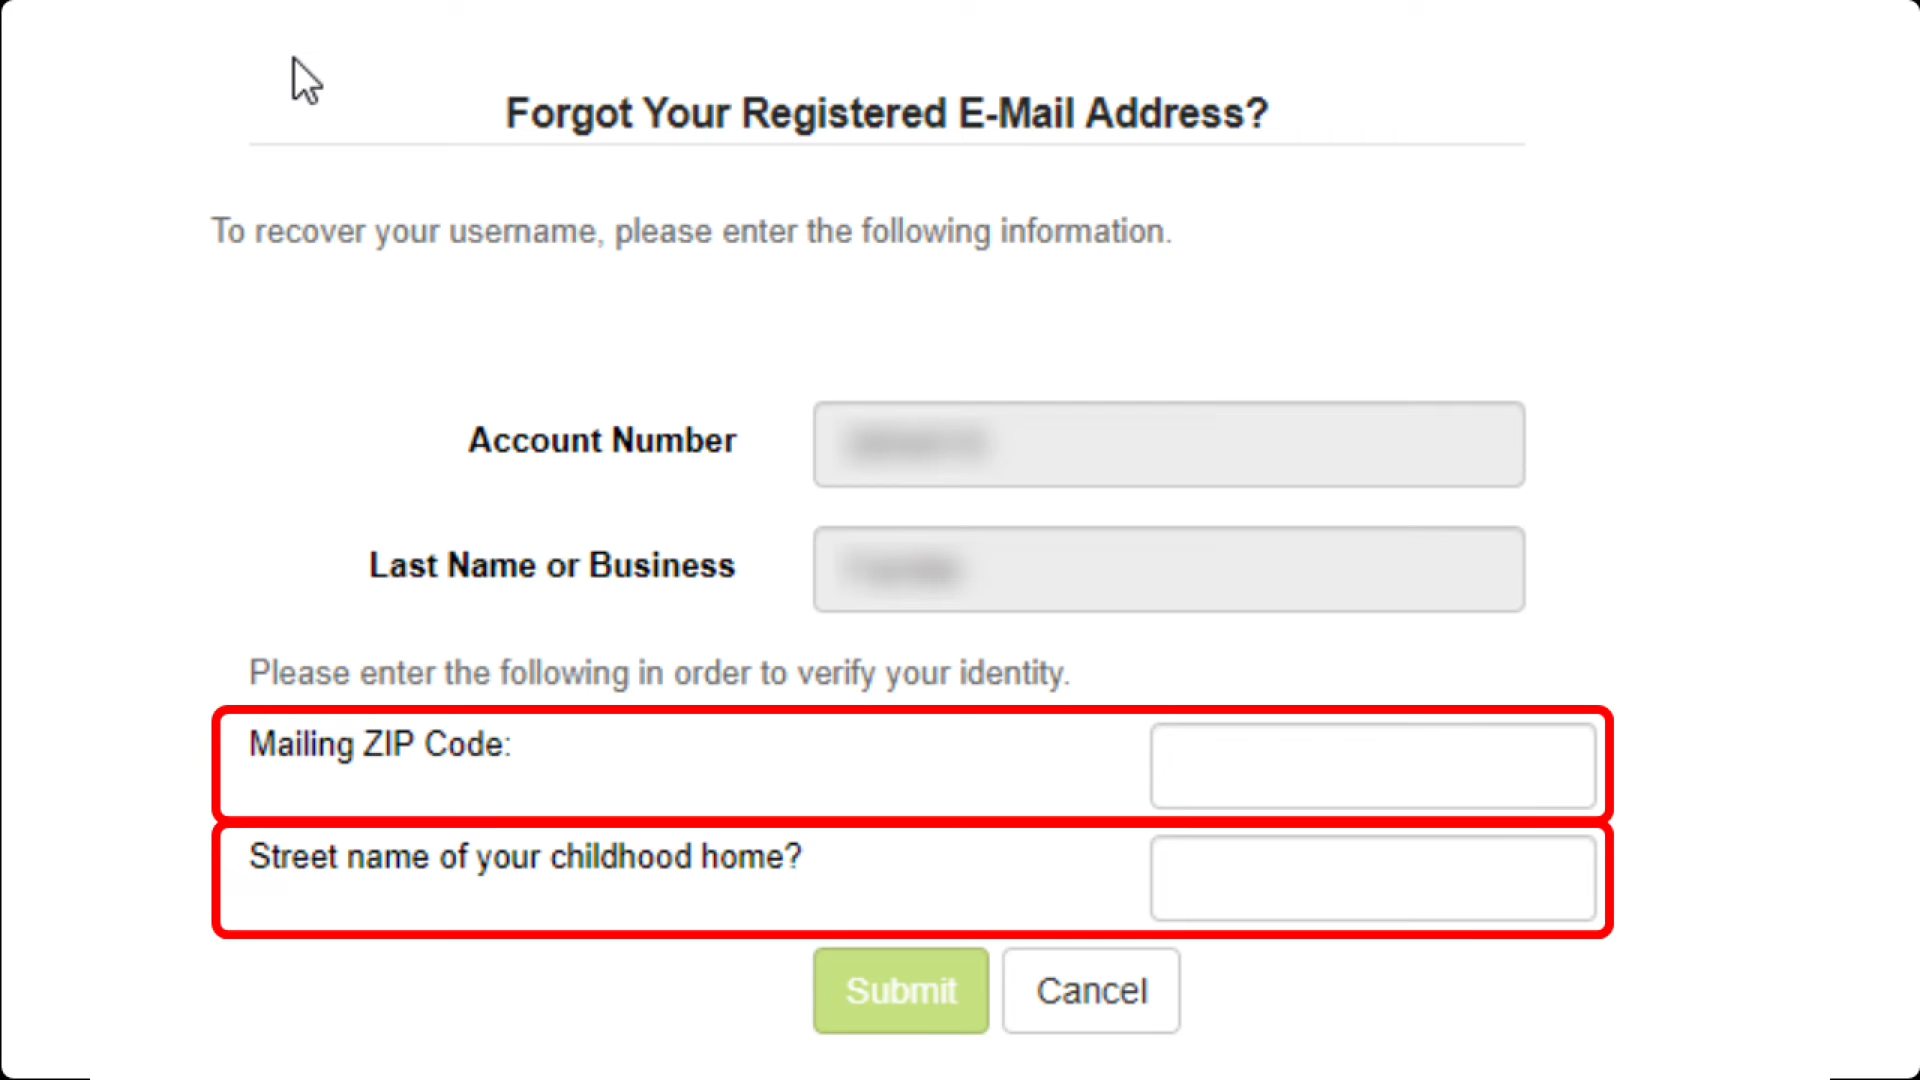 Forgot Your Registered E-Mail Address?
To recover your username, please enter the following information.
Account Number
Last Name or Business
Please enter the following in order to verify your identity.
Mailing ZIP Code:
Street name of your childhood home?
Submit Cancel